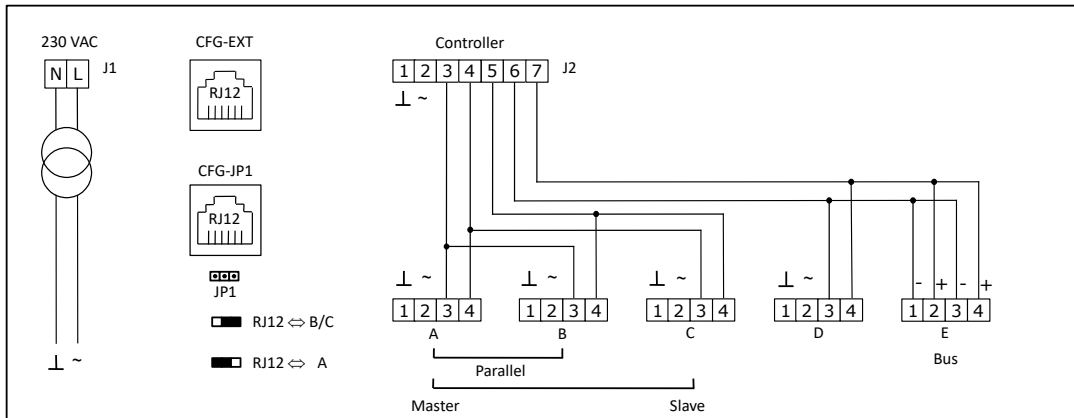 230 VAC
N L J1
⊥ ~
CFG-EXT
RJ12
CFG-JP1
RJ12
JP1
RJ12 ⇔ B/C
RJ12 ⇔ A
Controller
1 2 3 4 5 6 7 J2
⊥ ~
⊥ ~
1 2 3 4
A
⊥ ~
1 2 3 4
B
⊥ ~
1 2 3 4
C
⊥ ~
1 2 3 4
D
- + - +
1 2 3 4
E
Bus
Parallel
Master Slave